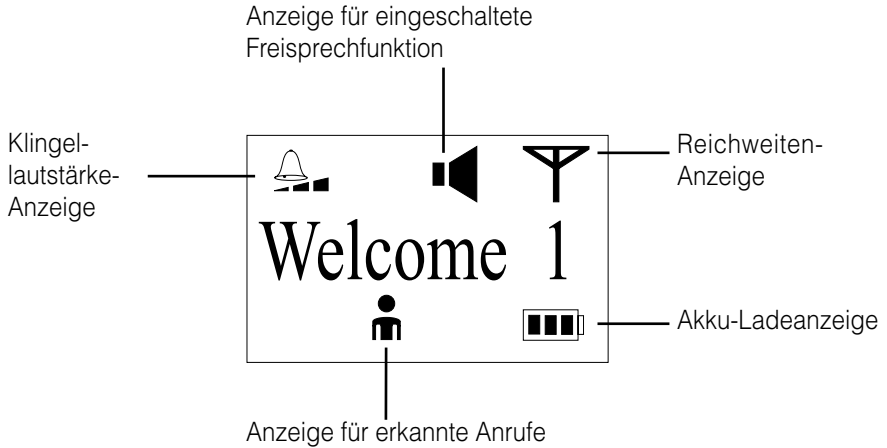 Anzeige für eingeschaltete
Freisprechfunktion
Klingel-
lautstärke-
Anzeige
Reichweiten-
Anzeige
Welcome 1
Akku-Ladeanzeige
Anzeige für erkannte Anrufe